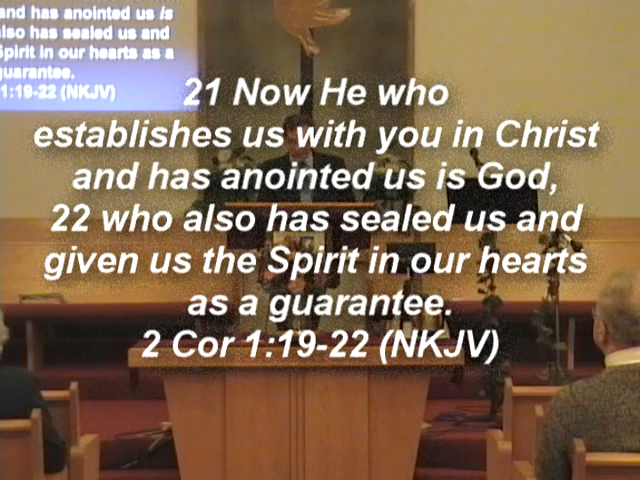 and has anointed us is
also has sealed us and
Spirit in our hearts as a
guarantee.
1:19-22 (NKJV)
21 Now He who
establishes us with you in Christ
and has anointed us is God,
22 who also has sealed us and
given us the Spirit in our hearts
as a guarantee.
2 Cor 1:19-22 (NKJV)